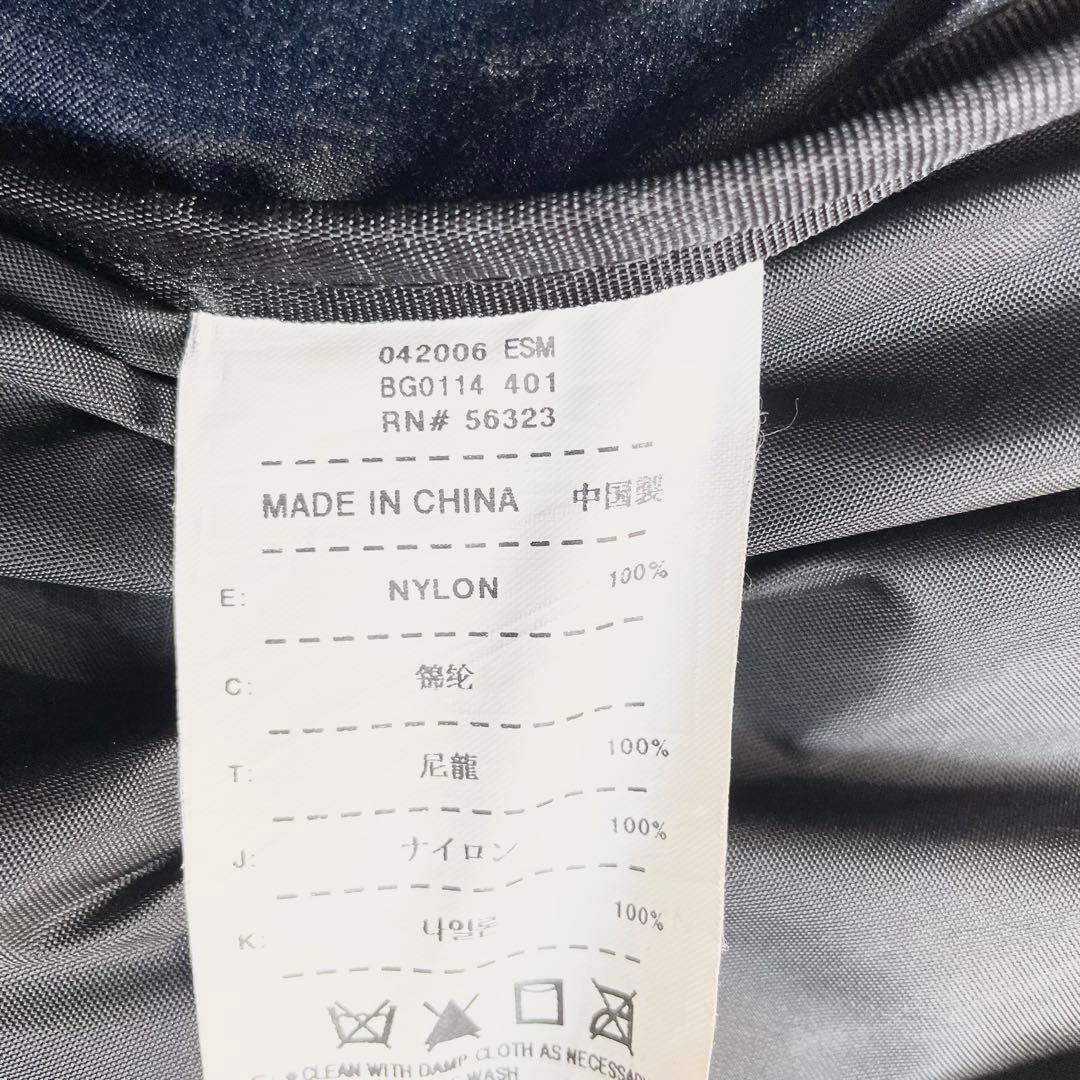 042006 ESM
BG0114 401
RN# 56323
MADE IN CHINA 中国製
E: NYLON 100%
C: 锦纶
T: 尼龍 100%
J: ナイロン 100%
K: 나일론 100%
* CLEAN WITH DAMP CLOTH AS NECESSARY
WASH